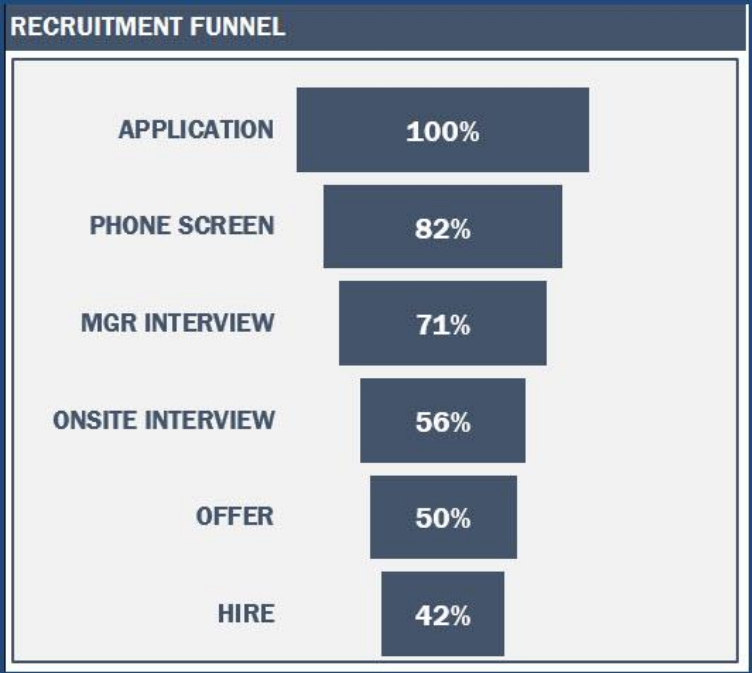 RECRUITMENT FUNNEL
APPLICATION 100%
PHONE SCREEN 82%
MGR INTERVIEW 71%
ONSITE INTERVIEW 56%
OFFER 50%
HIRE 42%